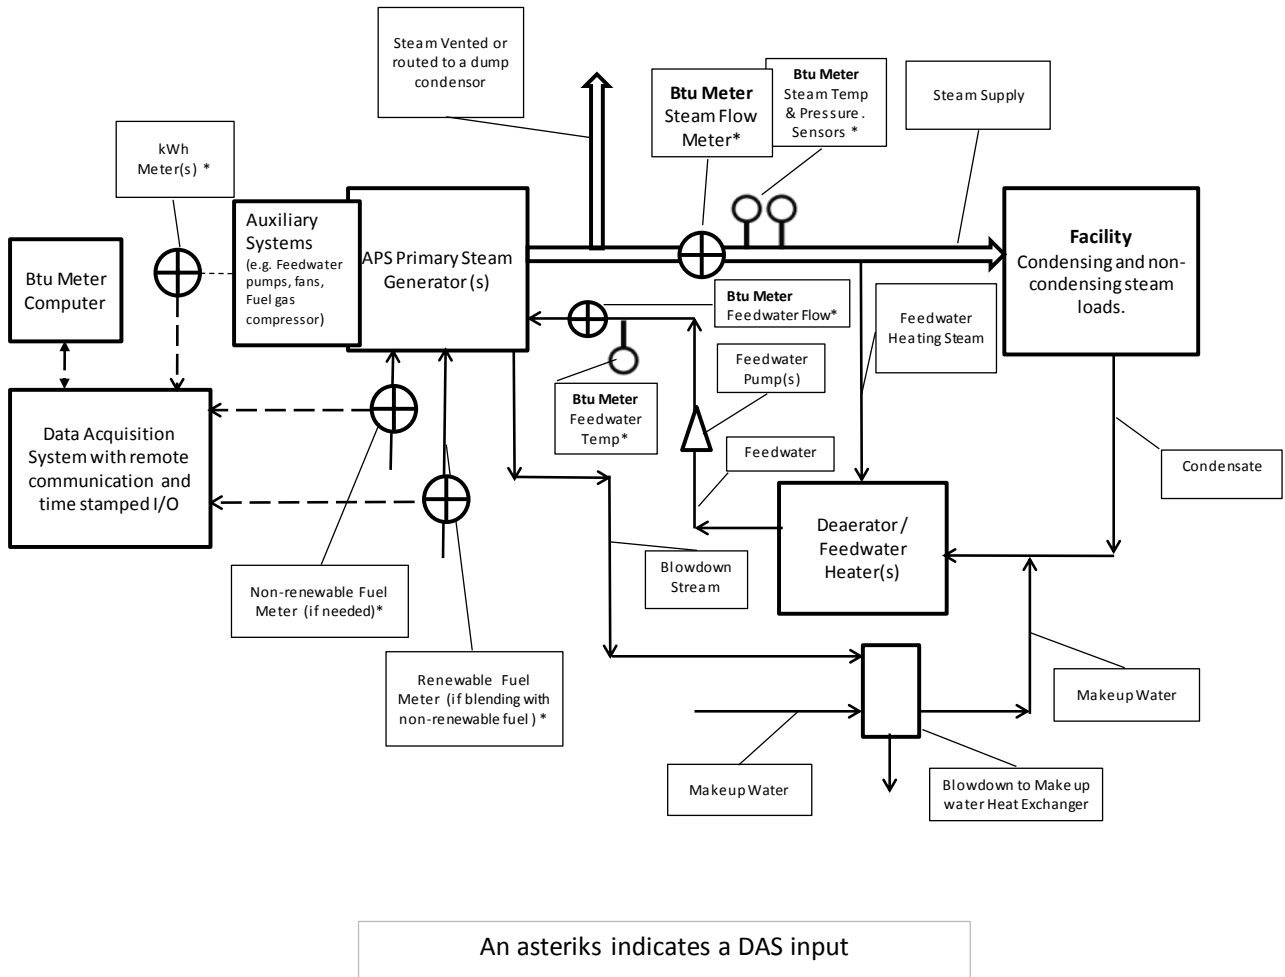 Steam Vented or
routed to a dump
condensor
Btu Meter
Steam Flow
Meter*
Btu Meter
Steam Temp
& Pressure .
Sensors *
Steam Supply
kWh
Meter(s) *
Auxiliary
Systems
(e.g. Feedwater
pumps, fans,
Fuel gas
compressor)
APS Primary Steam
Generator(s)
Facility
Condensing and non-
condensing steam
loads.
Btu Meter
Computer
Btu Meter
Feedwater Flow*
Feedwater
Heating Steam
Feedwater
Pump(s)
Btu Meter
Feedwater
Temp*
Data Acquisition
System with remote
communication and
time stamped I/O
Feedwater
Condensate
Deaerator /
Feedwater
Heater(s)
Blowdown
Stream
Non-renewable Fuel
Meter (if needed)*
Renewable Fuel
Meter (if blending with
non-renewable fuel ) *
Makeup Water
Makeup Water
Blowdown to Make up
water Heat Exchanger
An asteriks indicates a DAS input